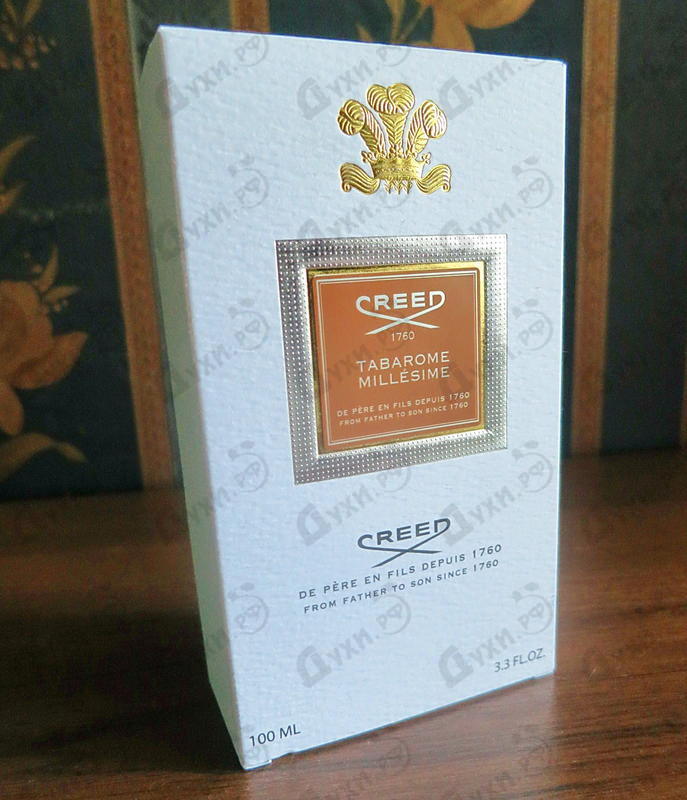 CREED
1760
TABAROME
MILLÉSIME
DE PÈRE EN FILS DEPUIS 1760
FROM FATHER TO SON SINCE 1760
CREED
DE PÈRE EN FILS DEPUIS 1760
FROM FATHER TO SON SINCE 1760
3.3 FL.OZ.
100 ML
Духи.рф